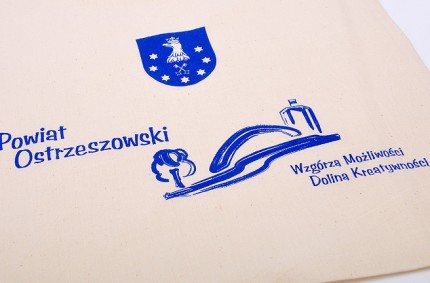 Powiat
Ostrzeszowski
Wzgórza Możliwości
Dolina Kreatywności